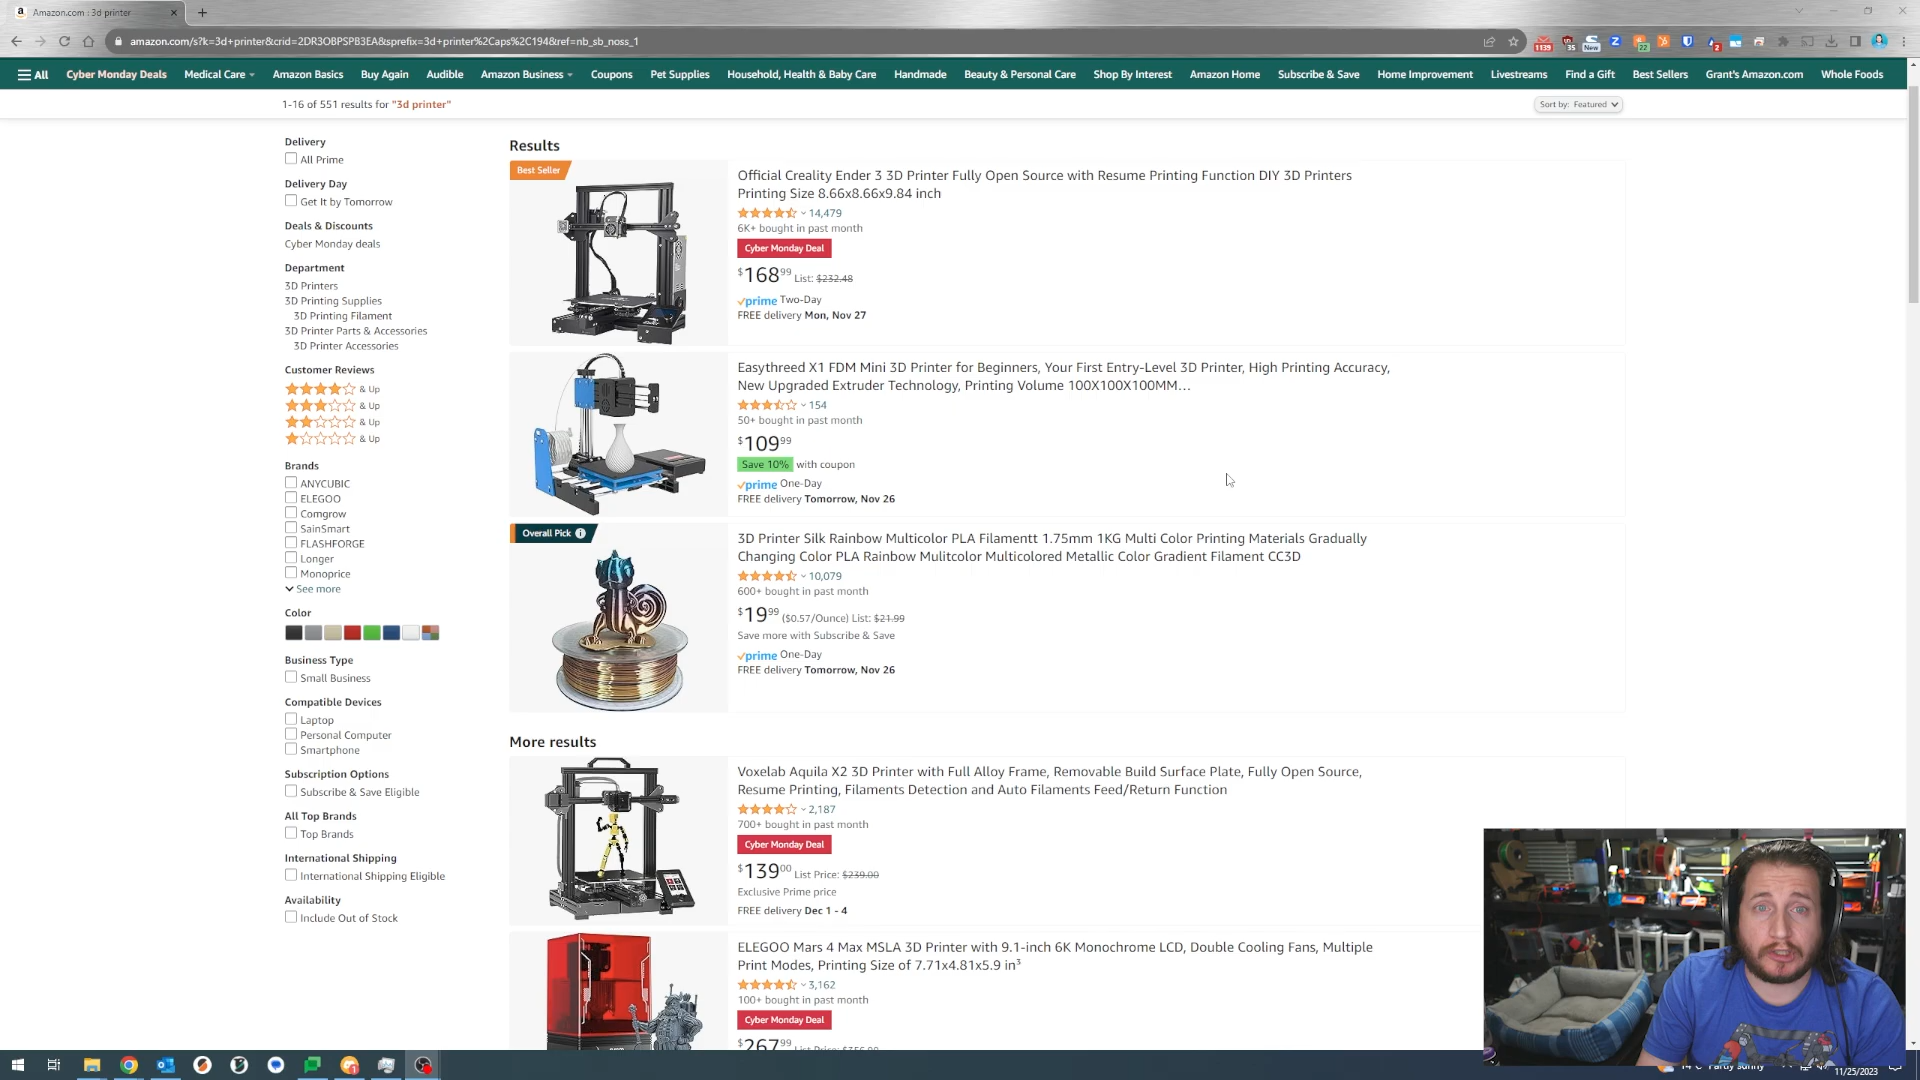 Amazon.com : 3d printer
amazon.com/s?k=3d+printer&crid=2DR3OBPSPB3EA&sprefix=3d+printer%2Caps%2C194&ref=nb_sb_noss_1
1139
35
New
22
2
All
Cyber Monday Deals
Medical Care
Amazon Basics
Buy Again
Audible
Amazon Business
Coupons
Pet Supplies
Household, Health & Baby Care
Handmade
Beauty & Personal Care
Shop By Interest
Amazon Home
Subscribe & Save
Home Improvement
Livestreams
Find a Gift
Best Sellers
Grant's Amazon.com
Whole Foods
1-16 of 551 results for "3d printer"
Sort by: Featured
Delivery
All Prime
Delivery Day
Get It by Tomorrow
Deals & Discounts
Cyber Monday deals
Department
3D Printers
3D Printing Supplies
3D Printing Filament
3D Printer Parts & Accessories
3D Printer Accessories
Customer Reviews
& Up
& Up
& Up
& Up
Brands
ANYCUBIC
ELEGOO
Comgrow
SainSmart
FLASHFORGE
Longer
Monoprice
See more
Color
Business Type
Small Business
Compatible Devices
Laptop
Personal Computer
Smartphone
Subscription Options
Subscribe & Save Eligible
All Top Brands
Top Brands
International Shipping
International Shipping Eligible
Availability
Include Out of Stock
Results
Best Seller
Official Creality Ender 3 3D Printer Fully Open Source with Resume Printing Function DIY 3D Printers
Printing Size 8.66x8.66x9.84 inch
14,479
6K+ bought in past month
Cyber Monday Deal
$168.99 List: $232.48
prime Two-Day
FREE delivery Mon, Nov 27
Easythreed X1 FDM Mini 3D Printer for Beginners, Your First Entry-Level 3D Printer, High Printing Accuracy,
New Upgraded Extruder Technology, Printing Volume 100X100X100MM…
154
50+ bought in past month
$109.99
Save 10% with coupon
prime One-Day
FREE delivery Tomorrow, Nov 26
Overall Pick
3D Printer Silk Rainbow Multicolor PLA Filamentt 1.75mm 1KG Multi Color Printing Materials Gradually
Changing Color PLA Rainbow Mulitcolor Multicolored Metallic Color Gradient Filament CC3D
10,079
600+ bought in past month
$19.99 ($0.57/Ounce) List: $21.99
Save more with Subscribe & Save
prime One-Day
FREE delivery Tomorrow, Nov 26
More results
Voxelab Aquila X2 3D Printer with Full Alloy Frame, Removable Build Surface Plate, Fully Open Source,
Resume Printing, Filaments Detection and Auto Filaments Feed/Return Function
2,187
700+ bought in past month
Cyber Monday Deal
$139.00 List Price: $239.00
Exclusive Prime price
FREE delivery Dec 1 - 4
ELEGOO Mars 4 Max MSLA 3D Printer with 9.1-inch 6K Monochrome LCD, Double Cooling Fans, Multiple
Print Modes, Printing Size of 7.71x4.81x5.9 in³
3,162
100+ bought in past month
Cyber Monday Deal
$267.99
11/25/2023